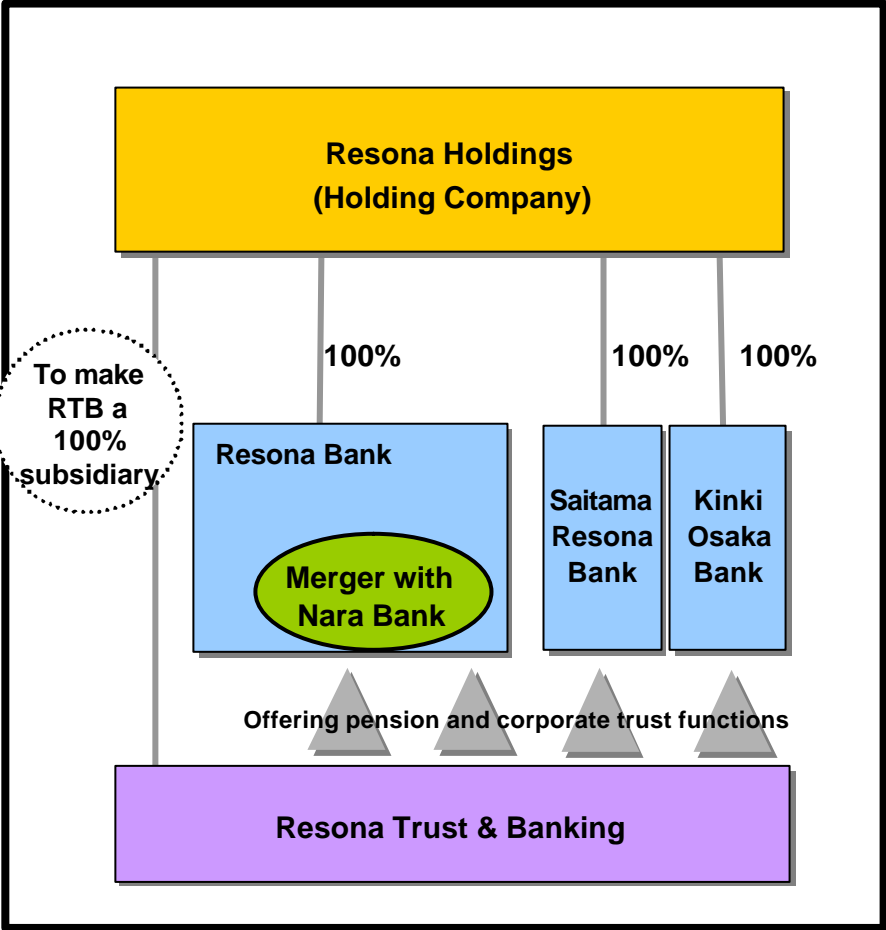 Resona Holdings
(Holding Company)
100%
100%
100%
To make
RTB a
100%
subsidiary
Resona Bank
Merger with
Nara Bank
Saitama
Resona
Bank
Kinki
Osaka
Bank
Offering pension and corporate trust functions
Resona Trust & Banking